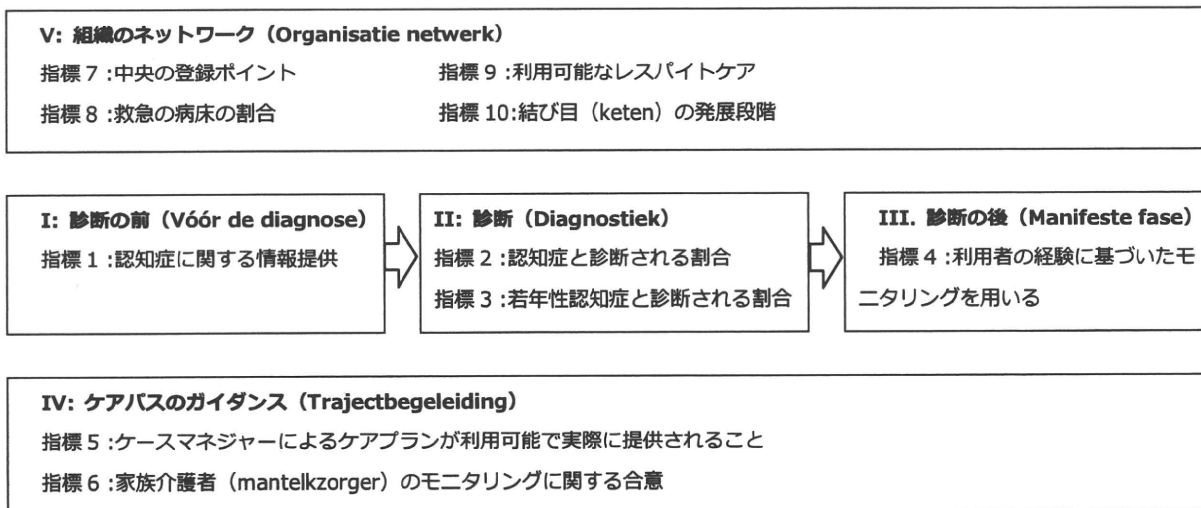 V: 組織のネットワーク（Organisatie netwerk）
指標７:中央の登録ポイント
指標９:利用可能なレスパイトケア
指標８:救急の病床の割合
指標 10:結び目（keten）の発展段階
I: 診断の前（Vóór de diagnose）
指標１:認知症に関する情報提供
II: 診断（Diagnostiek）
指標２:認知症と診断される割合
指標３:若年性認知症と診断される割合
III. 診断の後（Manifeste fase）
指標４:利用者の経験に基づいたモ
ニタリングを用いる
IV: ケアパスのガイダンス（Trajectbegeleiding）
指標５:ケースマネジャーによるケアプランが利用可能で実際に提供されること
指標６:家族介護者（mantelkzorger）のモニタリングに関する合意